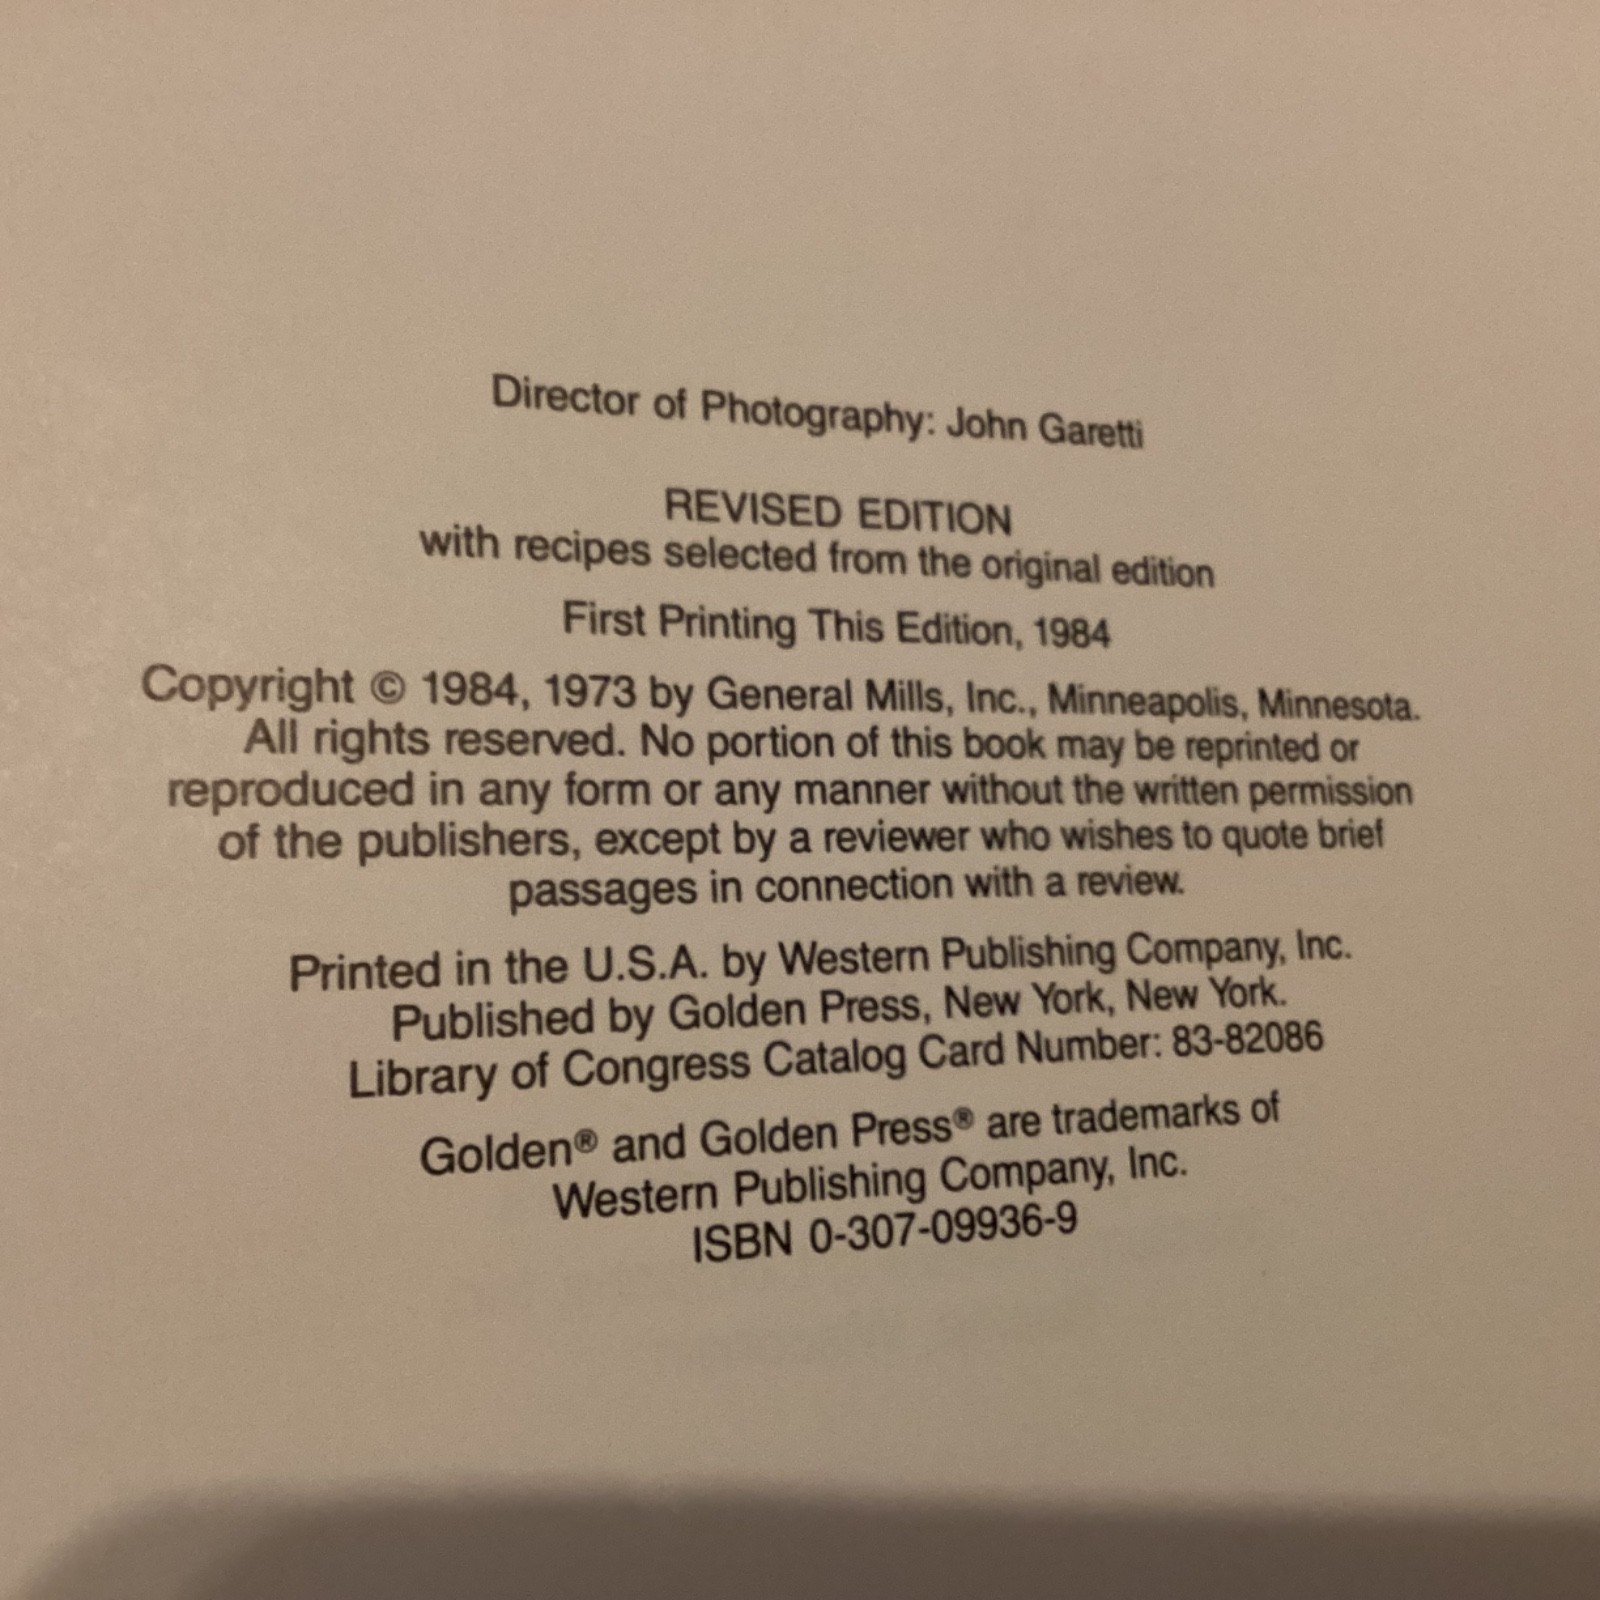 Director of Photography: John Garetti
REVISED EDITION
with recipes selected from the original edition
First Printing This Edition, 1984
Copyright © 1984, 1973 by General Mills, Inc., Minneapolis, Minnesota.
All rights reserved. No portion of this book may be reprinted or
reproduced in any form or any manner without the written permission
of the publishers, except by a reviewer who wishes to quote brief
passages in connection with a review.
Printed in the U.S.A. by Western Publishing Company, Inc.
Published by Golden Press, New York, New York.
Library of Congress Catalog Card Number: 83-82086
Golden® and Golden Press® are trademarks of
Western Publishing Company, Inc.
ISBN 0-307-09936-9